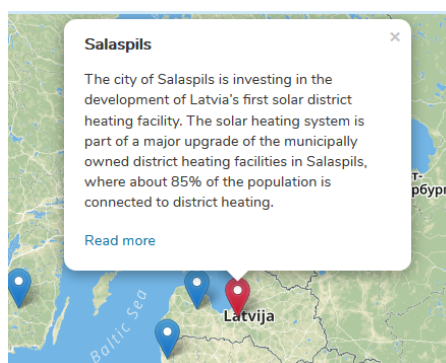 Salaspils
×
The city of Salaspils is investing in the
development of Latvia's first solar district
heating facility. The solar heating system is
part of a major upgrade of the municipally
owned district heating facilities in Salaspils,
where about 85% of the population is
connected to district heating.
Read more
т-
рбург
Latvija
Baltic Sea